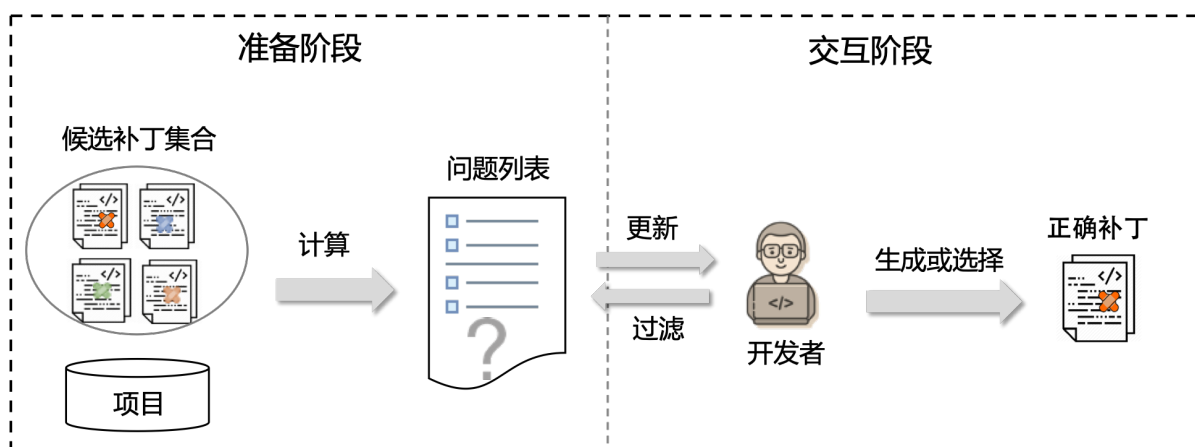 准备阶段
交互阶段
候选补丁集合
</>
</>
</>
</>
项目
计算
问题列表
?
更新
过滤
</>
开发者
生成或选择
正确补丁
</>